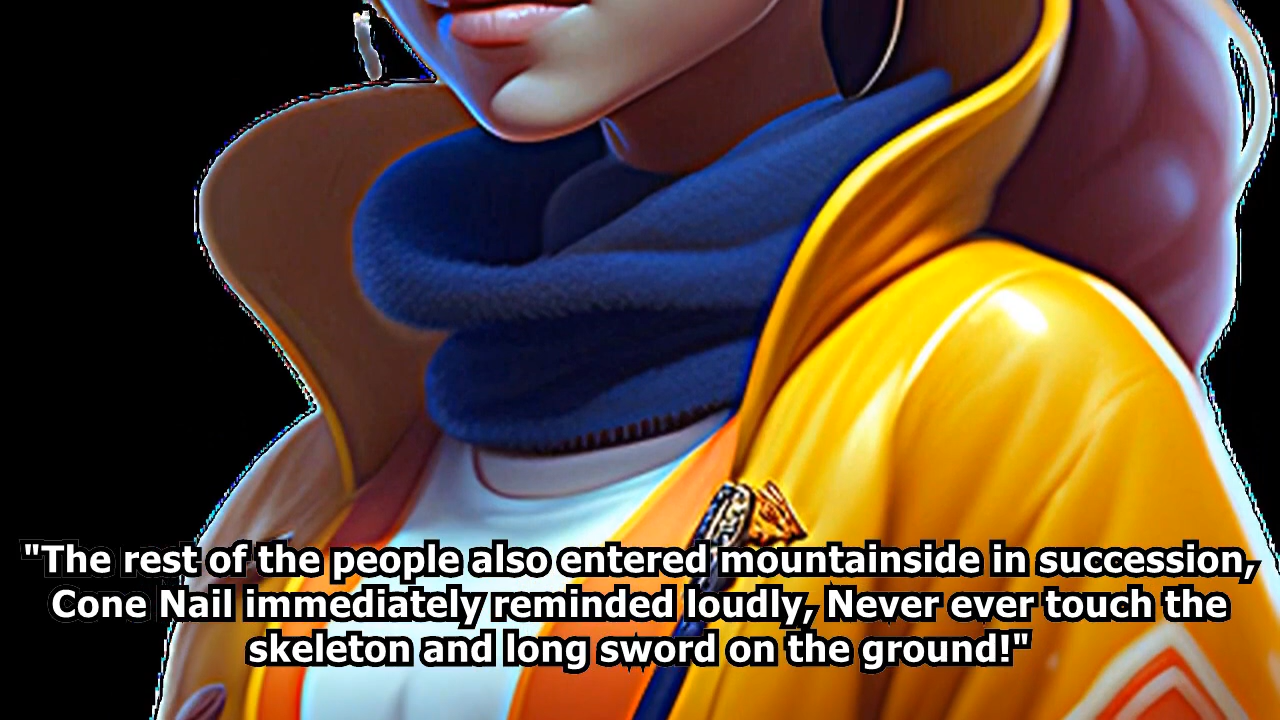 "The rest of the people also entered mountainside in succession,
Cone Nail immediately reminded loudly, Never ever touch the
skeleton and long sword on the ground!"